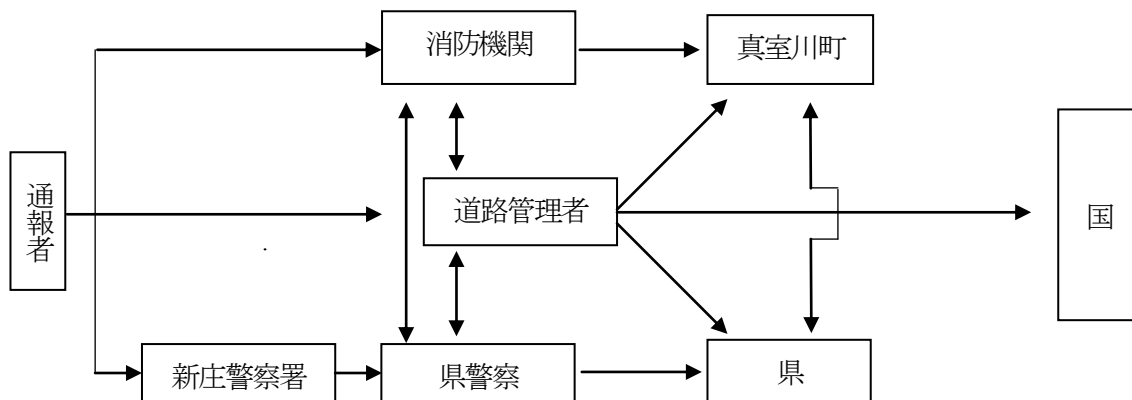 消防機関
真室川町
通報者
道路管理者
国
新庄警察署
県警察
県